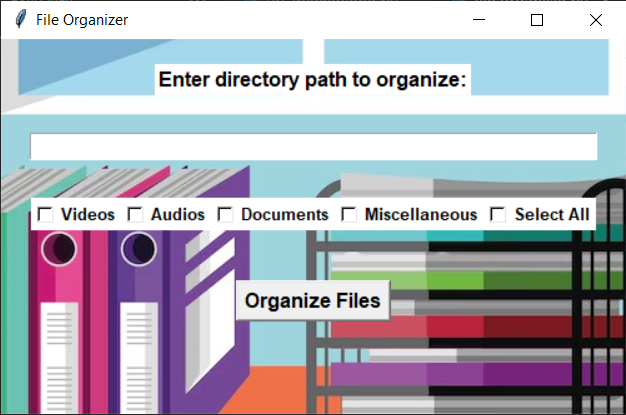 File Organizer
Enter directory path to organize:
Videos Audios Documents Miscellaneous Select All
Organize Files